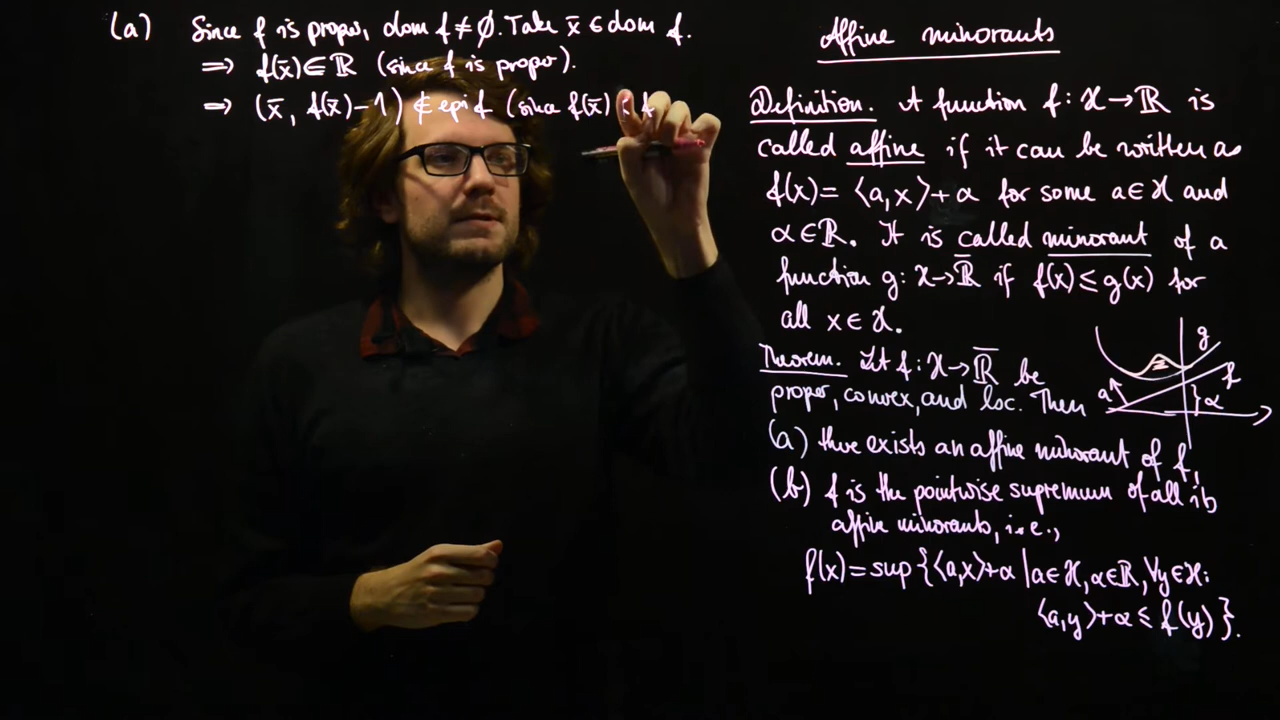 (a) Since f is proper, dom f ≠ ∅. Take x̄ ∈ dom f.
⇒ f(x̄) ∈ ℝ (since f is proper).
⇒ (x̄, f(x̄)-1) ∉ epi f (since f(x̄)
Affine minorants
Definition. A function f: 𝓗 → ℝ is
called affine if it can be written as
f(x) = ⟨a,x⟩+α for some a ∈ 𝓗 and
α ∈ ℝ. It is called minorant of a
function g: 𝓗 → ℝ̄ if f(x) ≤ g(x) for
all x ∈ 𝓗.
Theorem. Let f: 𝓗 → ℝ̄ be
proper, convex, and lsc. Then
(a) there exists an affine minorant of f,
(b) f is the pointwise supremum of all its
affine minorants, i.e.,
f(x) = sup {⟨a,x⟩+α | a ∈ 𝓗, α ∈ ℝ, ∀y ∈ 𝓗:
⟨a,y⟩+α ≤ f(y)}.
g
f
a
α